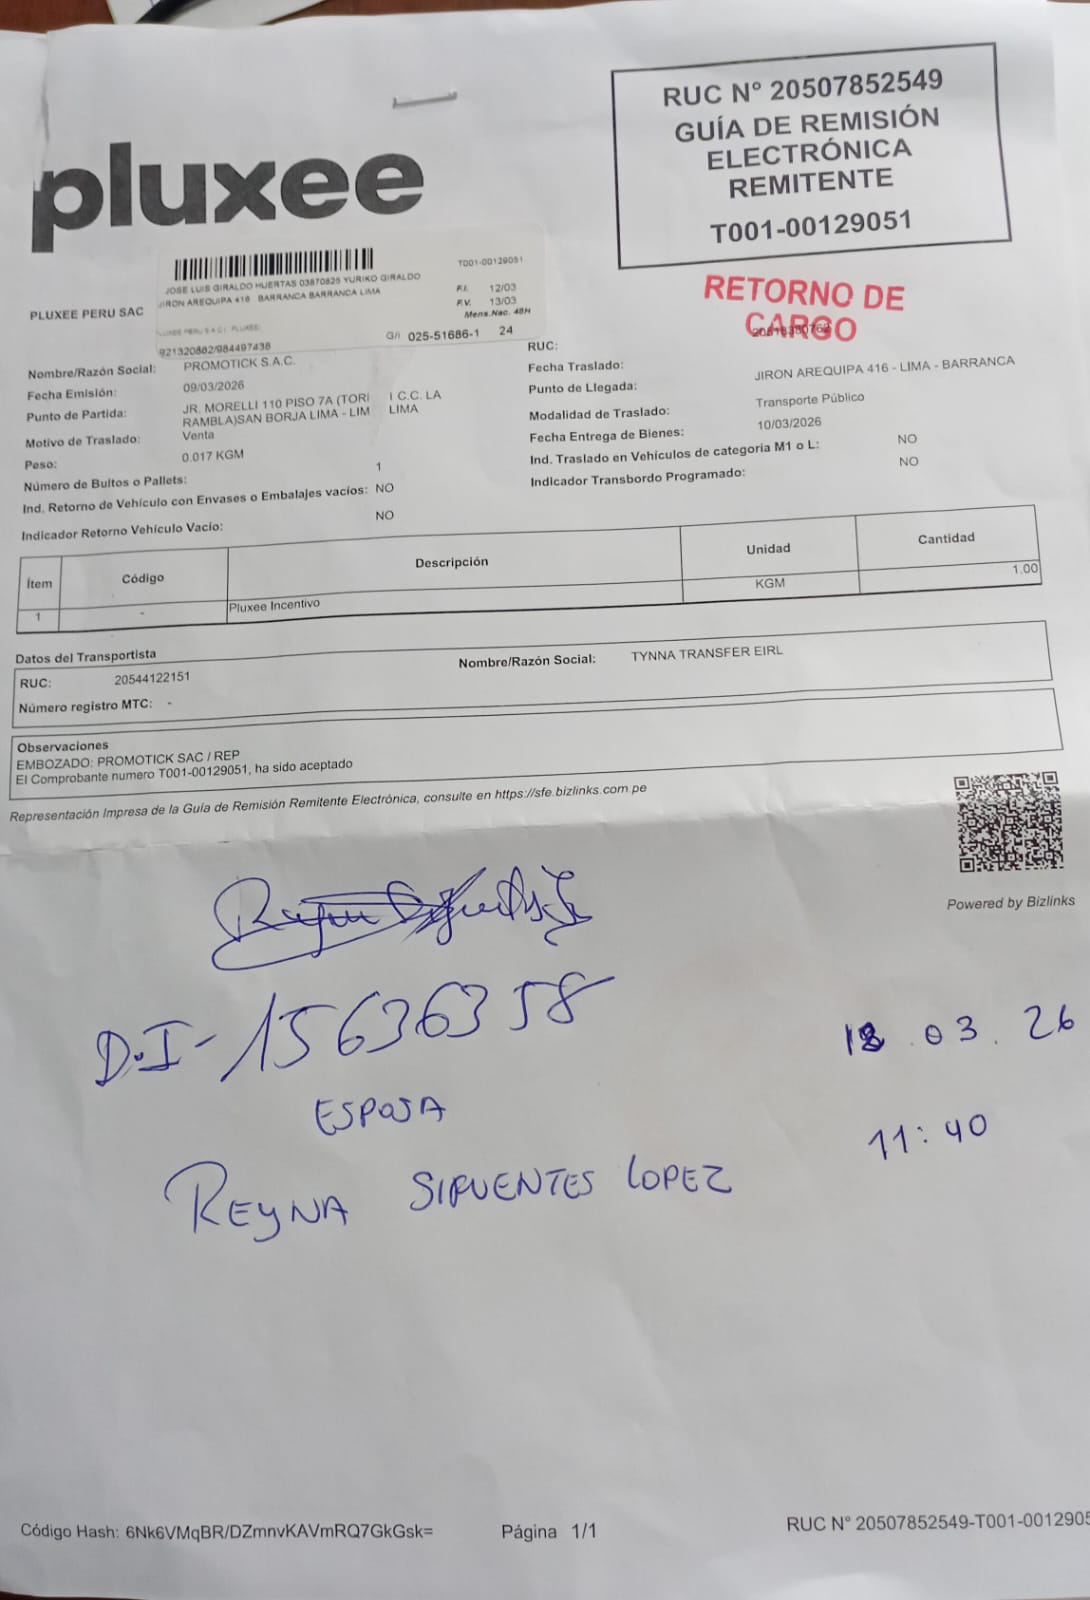 RUC N° 20507852549
GUÍA DE REMISIÓN
ELECTRÓNICA
REMITENTE
T001-00129051
pluxee
RETORNO DE
CARGO
T001-00129051
JOSE LUIS GIRALDO HUERTAS 03870825 YURIKO GIRALDO
JIRON AREQUIPA 416 BARRANCA BARRANCA LIMA
F.I. 12/03
F.V. 13/03
Mens.Nac. 48H
PLUXEE PERU SAC
G/r 025-51686-1 24
921320882/984497438
Nombre/Razón Social: PROMOTICK S.A.C.
Fecha Emisión: 09/03/2026
Punto de Partida: JR. MORELLI 110 PISO 7A (TORI I C.C. LA
RAMBLA)SAN BORJA LIMA - LIM LIMA
Motivo de Traslado: Venta
Peso: 0.017 KGM
Número de Bultos o Pallets: 1
Ind. Retorno de Vehículo con Envases o Embalajes vacíos: NO
Indicador Retorno Vehículo Vacío: NO
RUC:
Fecha Traslado:
Punto de Llegada: JIRON AREQUIPA 416 - LIMA - BARRANCA
Modalidad de Traslado: Transporte Público
Fecha Entrega de Bienes: 10/03/2026
Ind. Traslado en Vehículos de categoría M1 o L: NO
Indicador Transbordo Programado: NO
Ítem Código Descripción Unidad Cantidad
1 - Pluxee Incentivo KGM 1.00
Datos del Transportista
RUC: 20544122151 Nombre/Razón Social: TYNNA TRANSFER EIRL
Número registro MTC: -
Observaciones
EMBOZADO: PROMOTICK SAC / REP
El Comprobante numero T001-00129051, ha sido aceptado
Representación Impresa de la Guía de Remisión Remitente Electrónica, consulte en https://sfe.bizlinks.com.pe
Powered by Bizlinks
D.I - 15636358
ESPOSA
REYNA SIFUENTES LOPEZ
03. 26
11:40
Código Hash: 6Nk6VMqBR/DZmnvKAVmRQ7GkGsk=
Página 1/1
RUC N° 20507852549-T001-0012905